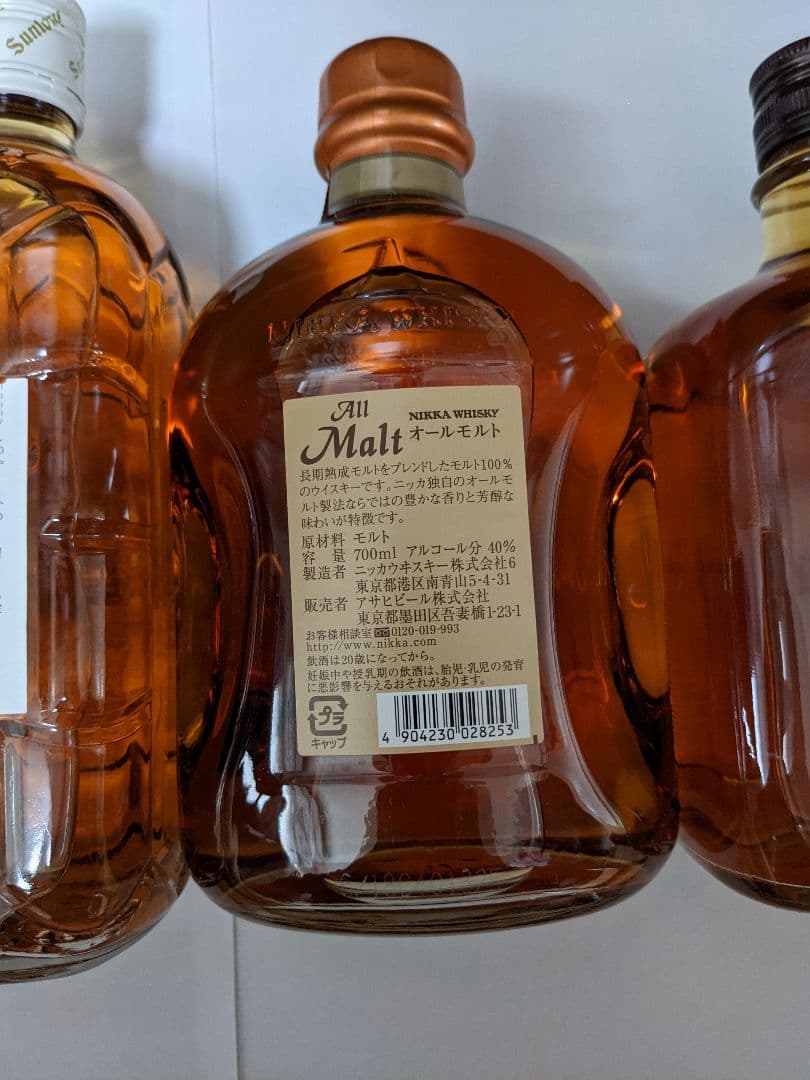 Suntory
NIKKA WHISKY
All
Malt
NIKKA WHISKY
オールモルト
長期熟成モルトをブレンドしたモルト100%
のウイスキーです。ニッカ独自のオールモ
ルト製法ならではの豊かな香りと芳醇な
味わいが特徴です。
原材料 モルト
容 量 700ml アルコール分 40%
製造者 ニッカウヰスキー株式会社6
東京都港区南青山5-4-31
販売者 アサヒビール株式会社
東京都墨田区吾妻橋1-23-1
お客様相談室 0120-019-993
http://www.nikka.com
飲酒は20歳になってから。
妊娠中や授乳期の飲酒は、胎児・乳児の発育
に悪影響を与えるおそれがあります。
プラ
キャップ
4 904230 028253